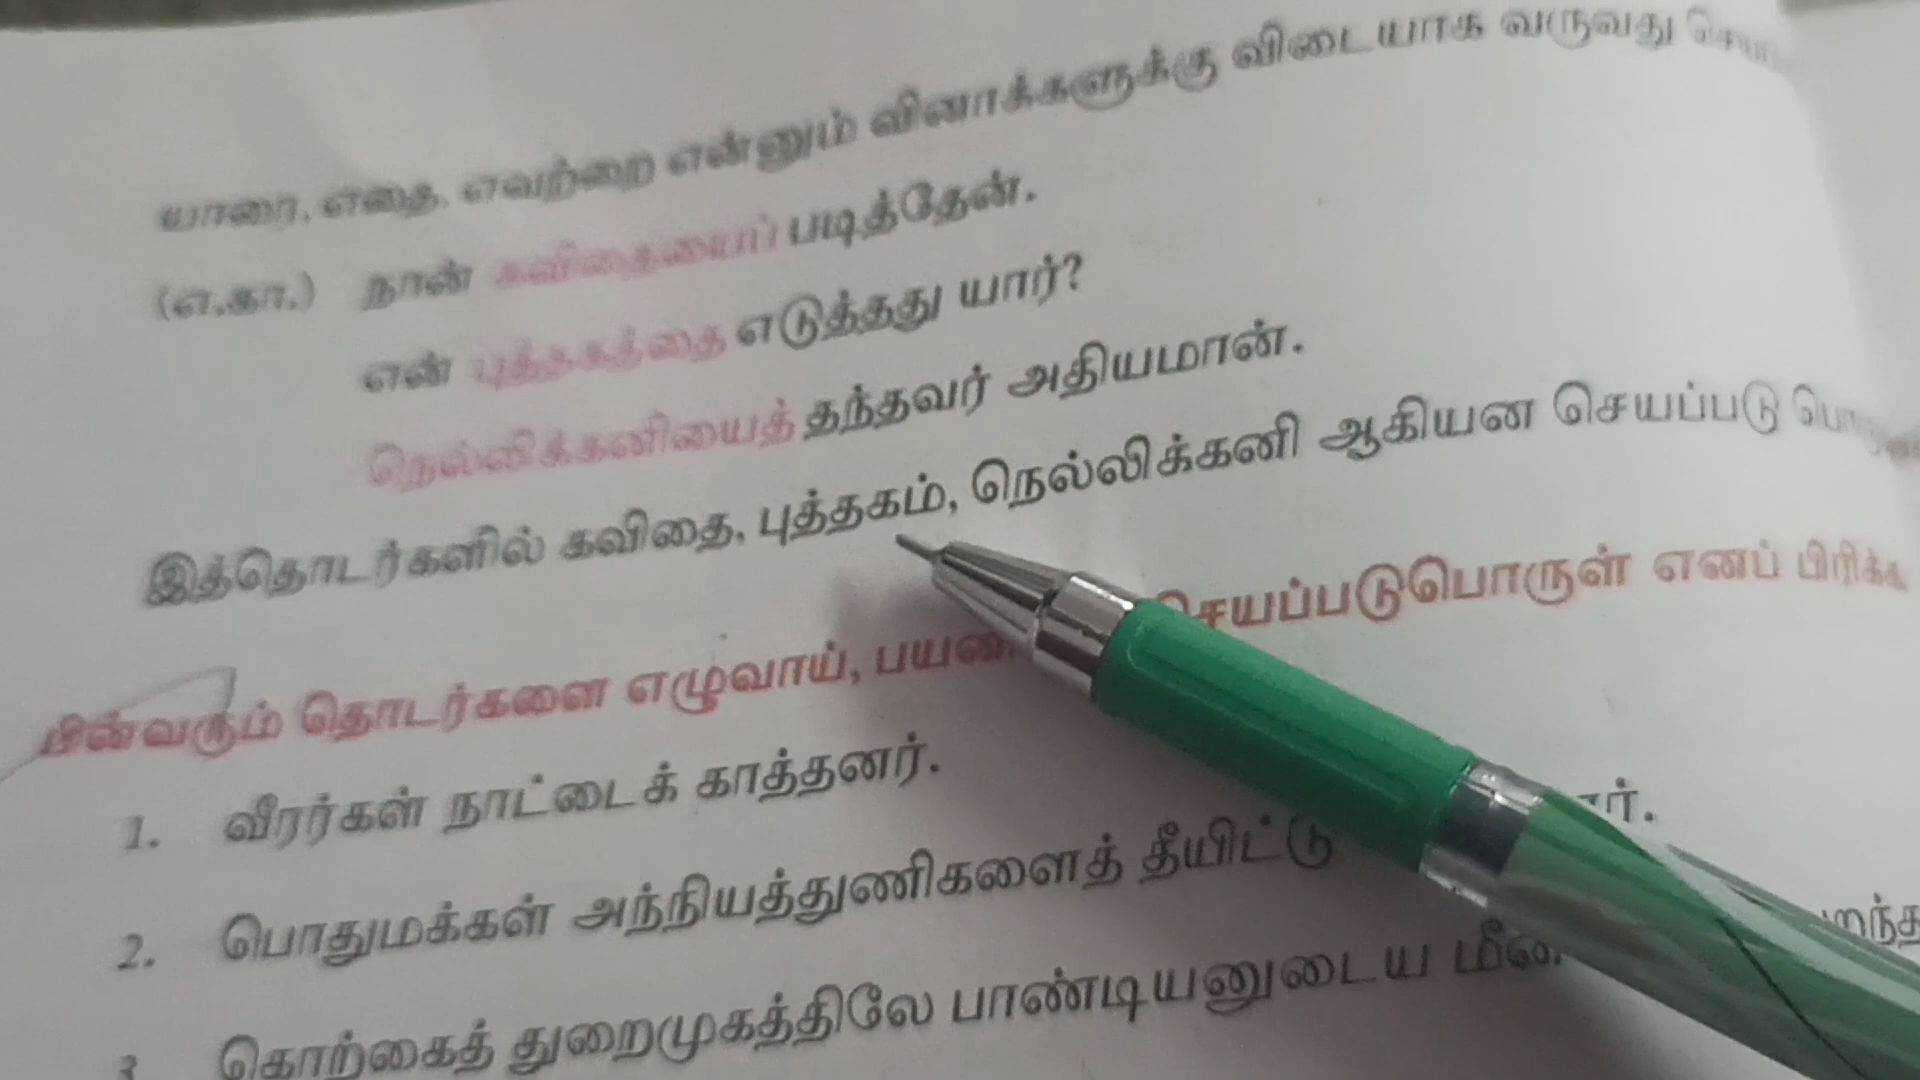 யாரை, எதை, எவற்றை என்னும் வினாக்களுக்கு விடையாக வருவது
(எ.கா.) நான் கவிதையைப் படித்தேன்.
என் புத்தகத்தை எடுத்தது யார்?
நெல்லிக்கனியைத் தந்தவர் அதியமான்.
இத்தொடர்களில் கவிதை, புத்தகம், நெல்லிக்கனி ஆகியன செயப்படு
பின்வரும் தொடர்களை எழுவாய், செயப்படுபொருள் எனப்
1. வீரர்கள் நாட்டைக் காத்தனர்.
2. பொதுமக்கள் அந்நியத்துணிகளைத் தீயிட்டு
3. கொற்கைத் துறைமுகத்திலே பாண்டியனுடைய